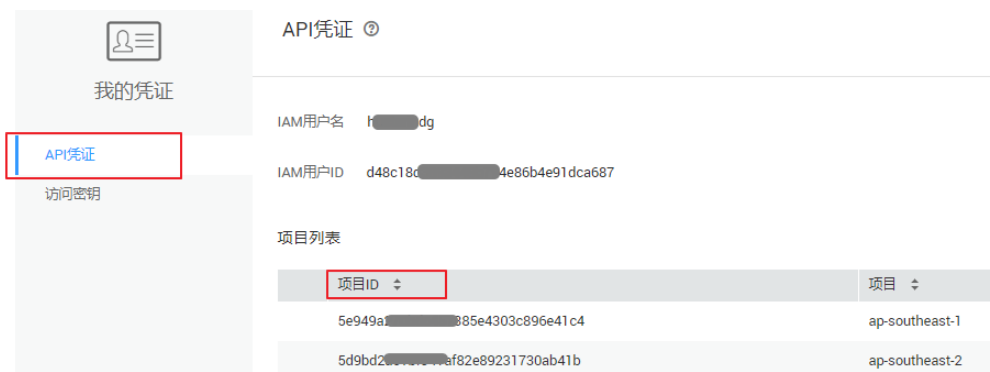 API凭证
我的凭证
API凭证
访问密钥
IAM用户名 h dg
IAM用户ID d48c18 4e86b4e91dca687
项目列表
项目ID 项目
5e949a 385e4303c896e41c4 ap-southeast-1
5d9bd2 af82e89231730ab41b ap-southeast-2